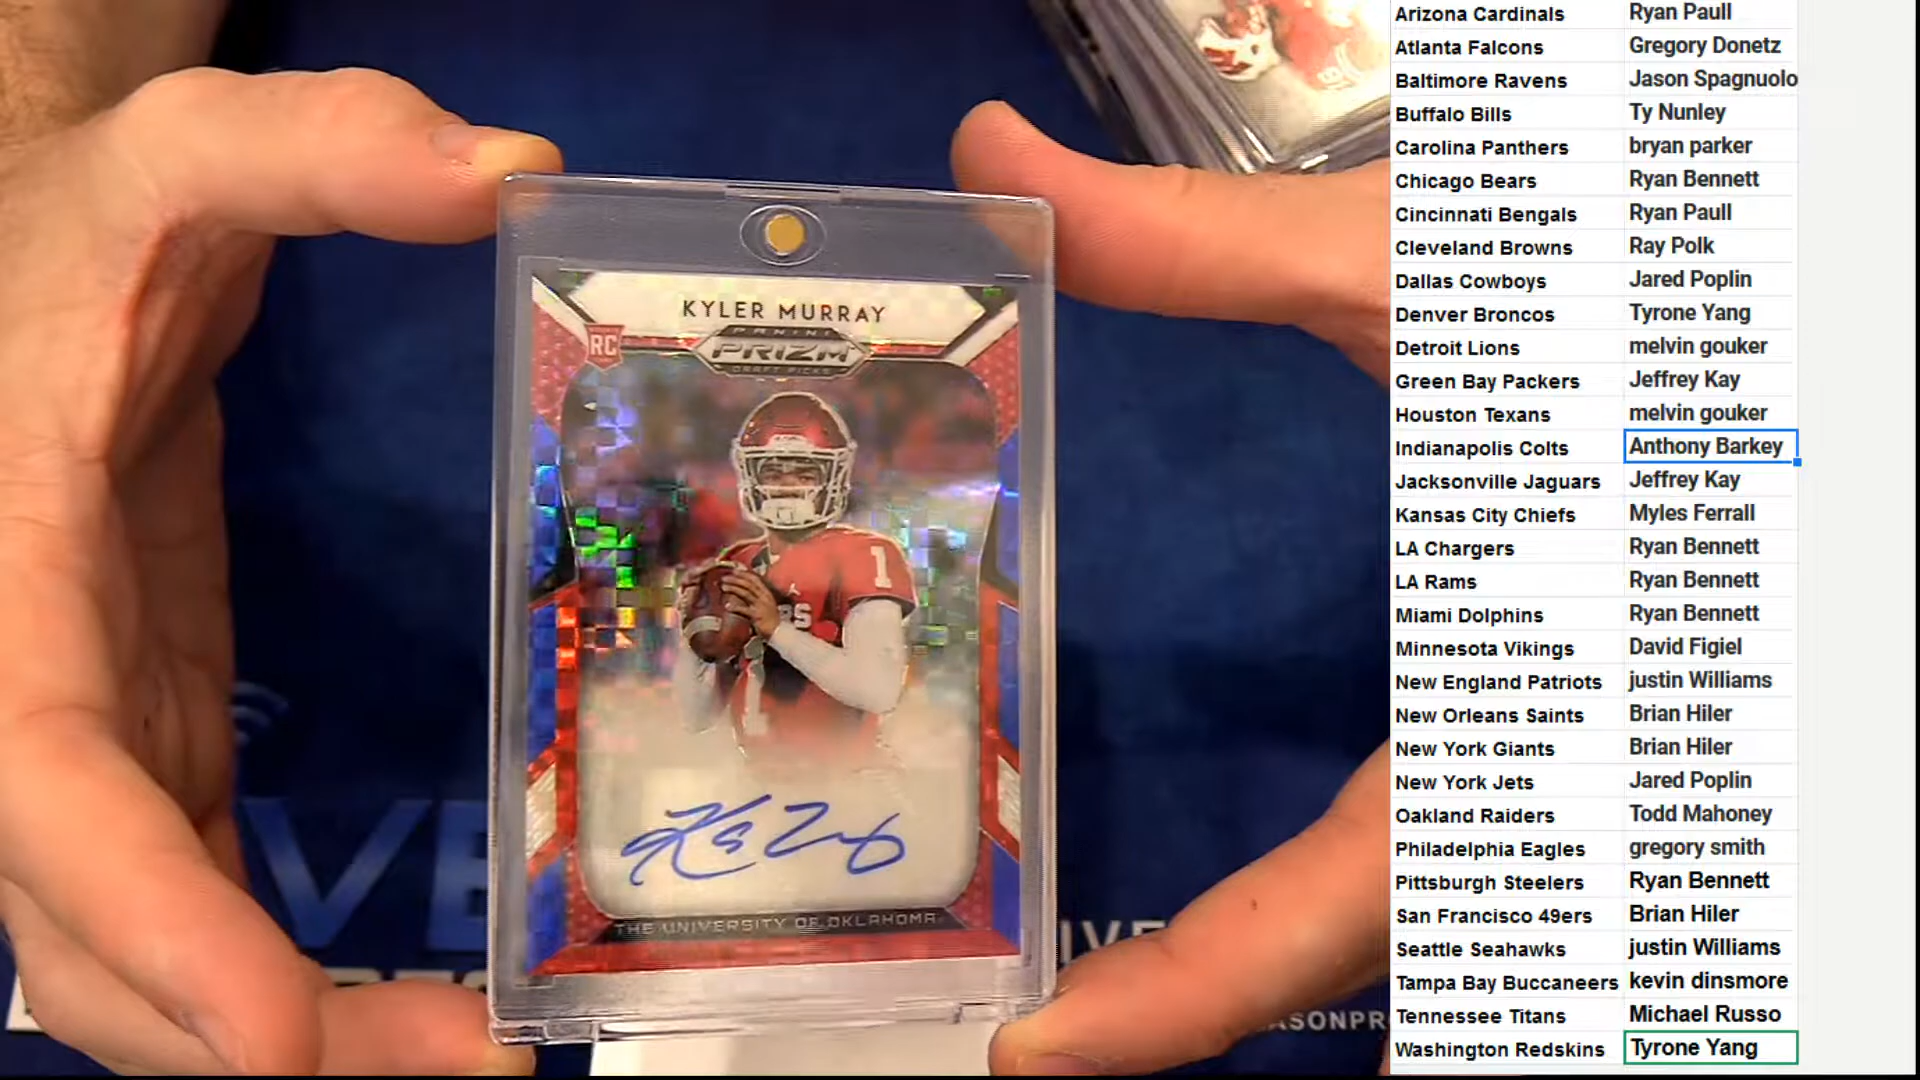 KYLER MURRAY
RC
PANINI
PRIZM
DRAFT PICKS
1
RS
1
THE UNIVERSITY OF OKLAHOMA
Arizona Cardinals Ryan Paull
Atlanta Falcons Gregory Donetz
Baltimore Ravens Jason Spagnuolo
Buffalo Bills Ty Nunley
Carolina Panthers bryan parker
Chicago Bears Ryan Bennett
Cincinnati Bengals Ryan Paull
Cleveland Browns Ray Polk
Dallas Cowboys Jared Poplin
Denver Broncos Tyrone Yang
Detroit Lions melvin gouker
Green Bay Packers Jeffrey Kay
Houston Texans melvin gouker
Indianapolis Colts Anthony Barkey
Jacksonville Jaguars Jeffrey Kay
Kansas City Chiefs Myles Ferrall
LA Chargers Ryan Bennett
LA Rams Ryan Bennett
Miami Dolphins Ryan Bennett
Minnesota Vikings David Figiel
New England Patriots justin Williams
New Orleans Saints Brian Hiler
New York Giants Brian Hiler
New York Jets Jared Poplin
Oakland Raiders Todd Mahoney
Philadelphia Eagles gregory smith
Pittsburgh Steelers Ryan Bennett
San Francisco 49ers Brian Hiler
Seattle Seahawks justin Williams
Tampa Bay Buccaneers kevin dinsmore
Tennessee Titans Michael Russo
Washington Redskins Tyrone Yang